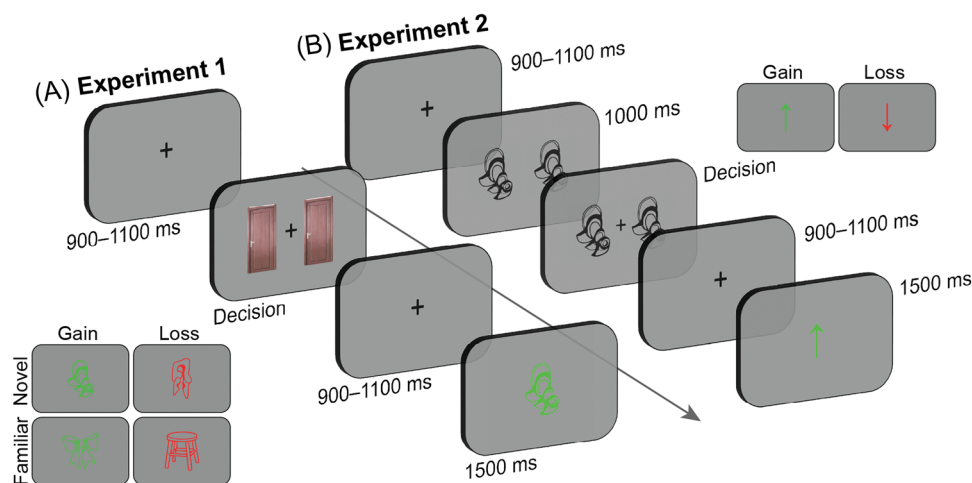 (A) Experiment 1
900–1100 ms
Decision
900–1100 ms
1500 ms
Gain Loss
Novel
Familiar
(B) Experiment 2
900–1100 ms
1000 ms
Decision
900–1100 ms
1500 ms
Gain Loss